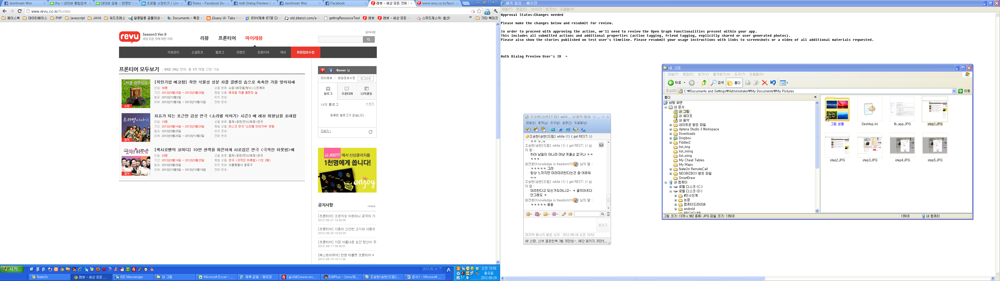 Jeonhwan Won
ihq :: 네이버 통합검색
네이버 금융 :: 현명한
프로필 수정하기 | Link
Roles - Facebook Dev
Auth Dialog Preview U
Jeonhwan Won
Facebook
레뷰 - 세상 모든 것에
www.revu.co.kr/faceb
www.revu.co.kr/frontier
페이스북
데이터베이스
PHP
javascript
JAVA
워드프레스
알콩달콩 곰돌이네…
Documents » 특정…
jQuery UI: Tabs : …
IE8삭제후 IE7로 다…
old.ddanzi.com/a…
getImgResourceTest
레뷰
레뷰 - 세상 모든 …
스무드제스처: 옵션!
기타 북마크
revu
Season3 Ver.9
세상 모든 것에 대한 리뷰
리뷰
프론티어
마이레뷰
공지사항
리뷰관리
소셜토크
블로그
프렌즈
프론티어
캐쉬
회원정보수정
프론티어 모두보기
09월 24일 현재, 총 3개 체험 신청 가능
차콜 클렌징솝
쇼핑
[착한기업 에코팜] 착한 식물성 성분 차콜 클렌징 솝으로 촉촉한 가을 맞이하세
인원: 30명
상품 분류: 쇼핑>화장품/향수>스킨케어
기간: 2012년9월20일 ~ 2012년9월28일
체험 상품: 에코팜 차콜 클렌징 솝
발표: 2012년10월2일
위치 정보:
리뷰: 2012년10월3일 ~ 2012년10월12일
전화 번호:
소라별이야기
컬쳐
치유가 되는 포근한 감성 연극 <소라별 이야기> 시즌3 에 레뷰 회원님을 초대합
인원: 15명
상품 분류: 컬쳐>공연/전시/축제>연극
기간: 2012년9월14일 ~ 2012년9월24일
체험 상품: 마스크 연극 '소라별 이야기₩' 관람
발표: 2012년9월25일
위치 정보:
리뷰: 2012년9월25일 ~ 2012년10월3일
전화 번호:
극적인하룻밤
컬쳐
[섹시로맨틱 코미디] 10만 관객을 화끈하게 사로잡은 연극 <극적인 하룻밤>에
인원: 20명
상품 분류: 컬쳐>공연/전시/축제>연극
기간: 2012년9월14일 ~ 2012년9월25일
체험 상품: 연극 <극적인 하룻밤> (1인 2매)
발표: 2012년9월26일
위치 정보: 서울특별시 종로구
리뷰: 2012년10월9일 ~ 2012년10월19일
전화 번호:
fbuser 님
마이레뷰
회원정보수정
로그아웃
블로그
프론티어
나의활동
나의 블로그
+추가
등록한 블로그가 없습니다.
더보기 >
JJ JIGOTT 에서 신상글러치를
1천명에게 쏩니다!
enjoy
공지사항
more
[프론티어] 조르지오 아르마니 궁극의 가
2012-09-21 10:42:08
[프론티어] 12종의 신선한 고기와 10종의
2012-09-20 10:24:29
[프론티어] 가장 아름다운 순간 당신이 주
2012-09-17 09:36:01
[베스트리뷰어] 한본 타블렛 프론티어 4
2012-09-14 15:11:00
시작
2012.05.14
오전 10:58
월요일
2012-09-24
NateOn
레뷰 - 세상 모든 …
ISE Messenger
내 그림
Microsoft Excel - …
제목 없음 - 메모장
[실서버]www.rev…
EditPlus - [revu39…
조승현(승현[드림]…
문서1 - Microsoft …
제목 없음 - 메모장
파일(F) 편집(E) 서식(O) 보기(V) 도움말(H)
Approval Status:Changes needed
Please make the changes below and resubmit for review.
In order to proceed with approving the action, we'll need to review the Open Graph functionalities present within your app.
This includes all submitted actions and additional properties (action tagging, friend tagging, explicitly shared or user generated photos).
Please also show the stories published on test user's timeline. Please resubmit your usage instructions with links to screenshots or a video of all additional materials requested.
Auth Dialog Preview User's ID =
조승현(승현[드림] whil… 님과의 대화
파일(F) 동작(A) 친구(B) 설정(T) 도움말(H)
조승현(승현[드림] while (1) { get REST; })
ㅇㅇ ㅜ_ㅜ
조승현(승현[드림] while (1) { get REST; }) 님
의 말 :
하아 남일이 아니라 마냥 웃을순 없구나 ㅋㅋ
ㅋㅋㅋ
원전환(Knowledge is freedom!!!!) 님의 말 :
ㅋㅋㅋㅋㅋ 그랴
항상 느끼지만 미리미리한다는건 참 어려워
ㅜㅜ
조승현(승현[드림] while (1) { get REST; }) 님
의 말 :
미리한다고 되는거도아니고~ ㅋ 골치아프다
안그래도 ㅋ
원전환(Knowledge is freedom!!!!) 님의 말 :
ㅋㅋㅋㅋㅋ 웅웅
보내기
마지막 메시지 받은 시각 : 2012-09-24 오전 10:53
신랑, 신부 결혼한복 3벌 35만원~, 예단 패키지 35만9…
내 그림
파일(F) 편집(E) 보기(V) 즐겨찾기(A) 도구(T) 도움말(H)
뒤로
검색
폴더
주소(D)
C:₩Documents and Settings₩Administrator₩My Documents₩My Pictures
이동
폴더
바탕 화면
내 문서
내 그림
내 셰이프
내 음악
네이트온 받은 파일
Aptana Studio 3 Workspace
Downloads
Dropbox
Fiddler2
list_img
list_mimg
list_simg
My Cheat Tables
My Maps
NateOn RemoteCall
NEOBIZBOX 받은 파일
SmartDraw
내 컴퓨터
로컬 디스크 (C:)
로컬 디스크 (D:)
#인수인계
논문
컴퓨터드라이버
android
RECYCLER
그림 샘플
Desktop.ini
fb_app.JPG
step1.JPG
step2.JPG
step3.JPG
step4.JPG
step5.JPG
그림 크기: 1378 x 982 종류: JPG 파일 크기: 135KB
135KB
내 컴퓨터